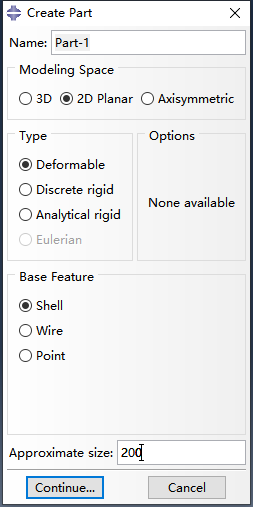 Create Part
Name: Part-1
Modeling Space
3D 2D Planar Axisymmetric
Type
Deformable
Discrete rigid
Analytical rigid
Eulerian
Options
None available
Base Feature
Shell
Wire
Point
Approximate size: 200
Continue... Cancel